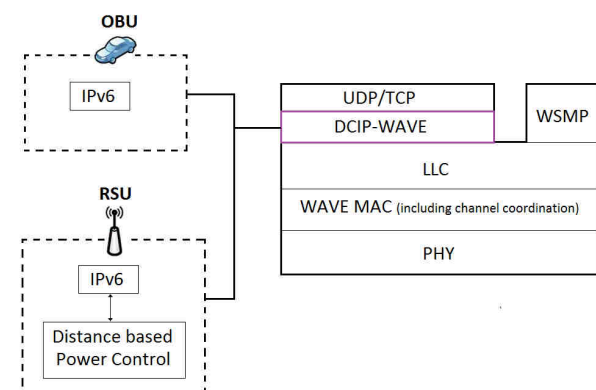 OBU
IPv6
RSU
IPv6
Distance based
Power Control
UDP/TCP
DCIP-WAVE
WSMP
LLC
WAVE MAC (including channel coordination)
PHY